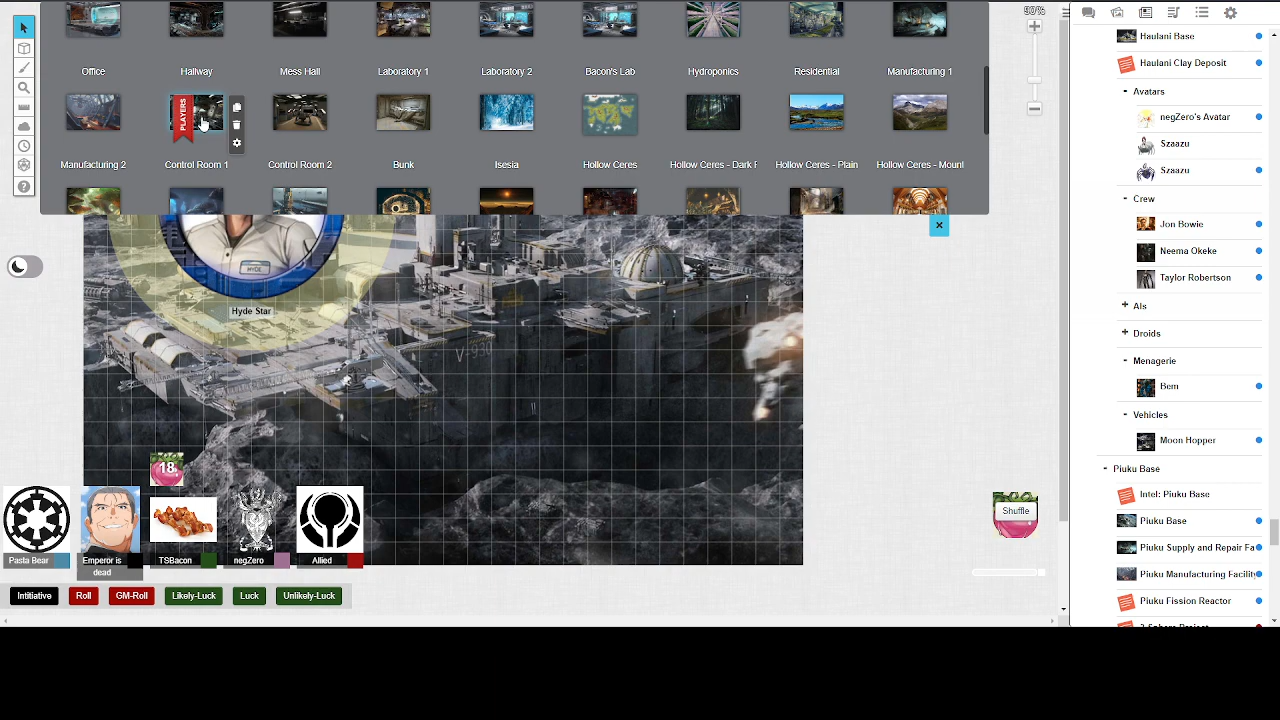 90%
Office
Hallway
Mess Hall
Laboratory 1
Laboratory 2
Bacon's Lab
Hydroponics
Residential
Manufacturing 1
PLAYERS
Manufacturing 2
Control Room 1
Control Room 2
Bunk
Isesia
Hollow Ceres
Hollow Ceres - Dark F
Hollow Ceres - Plain
Hollow Ceres - Mount
HYDE
Hyde Star
V-930
18
Pasta Bear
Emperor is dead
TSBacon
negZero
Allied
Shuffle
Intitiative
Roll
GM-Roll
Likely-Luck
Luck
Unlikely-Luck
Haulani Base
Haulani Clay Deposit
Avatars
negZero's Avatar
Szaazu
Szaazu
Crew
Jon Bowie
Neema Okeke
Taylor Robertson
AIs
Droids
Menagerie
Bem
Vehicles
Moon Hopper
Piuku Base
Intel: Piuku Base
Piuku Base
Piuku Supply and Repair Fa
Piuku Manufacturing Facility
Piuku Fission Reactor